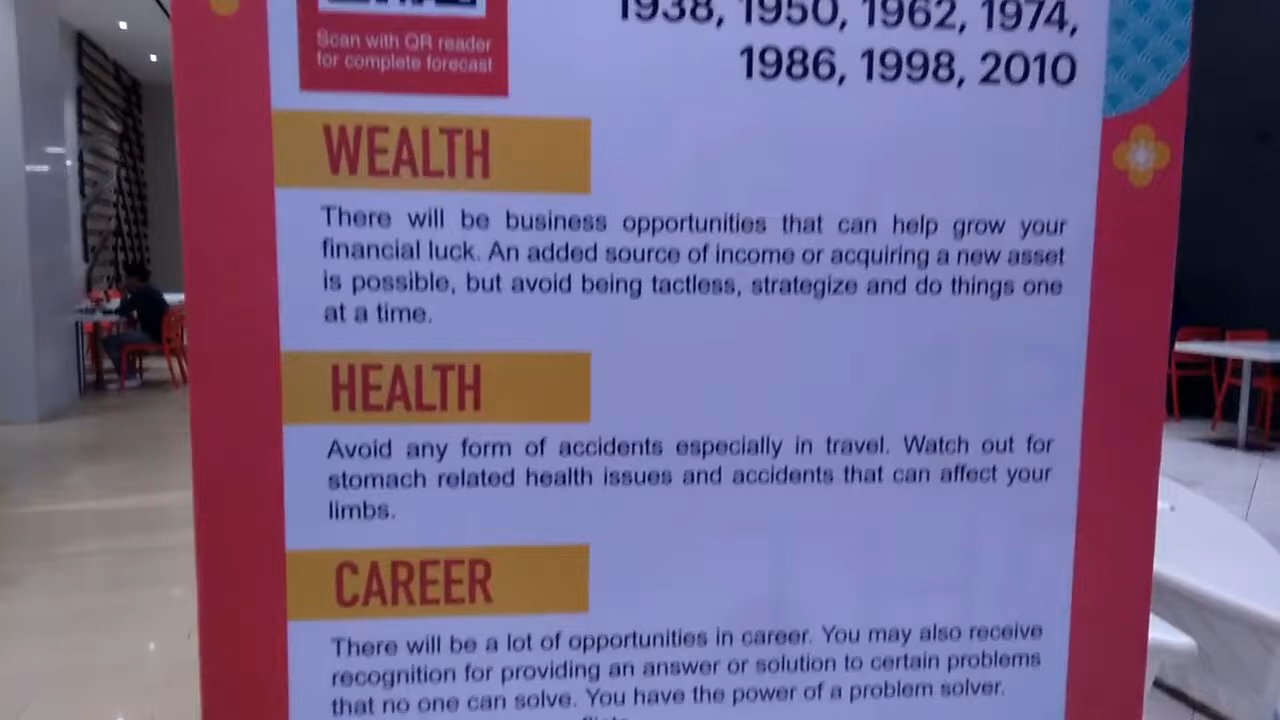 1938, 1950, 1962, 1974,
1986, 1998, 2010
Scan with QR reader
for complete forecast
WEALTH
There will be business opportunities that can help grow your
financial luck. An added source of income or acquiring a new asset
is possible, but avoid being tactless, strategize and do things one
at a time.
HEALTH
Avoid any form of accidents especially in travel. Watch out for
stomach related health issues and accidents that can affect your
limbs.
CAREER
There will be a lot of opportunities in career. You may also receive
recognition for providing an answer or solution to certain problems
that no one can solve. You have the power of a problem solver.